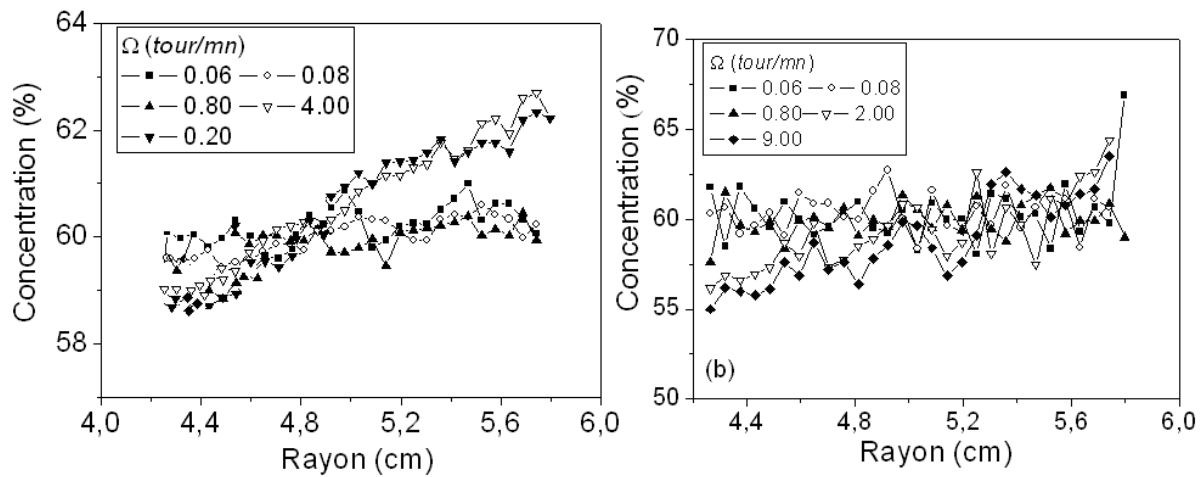 64
62
60
58
Concentration (%)
Ω (tour/mn)
0.06 0.08
0.80 4.00
0.20
4,0 4,4 4,8 5,2 5,6 6,0
Rayon (cm)
70
65
60
55
50
Concentration (%)
Ω (tour/mn)
0.06 0.08
0.80 2.00
9.00
(b)
4,4 4,8 5,2 5,6 6,0
Rayon (cm)